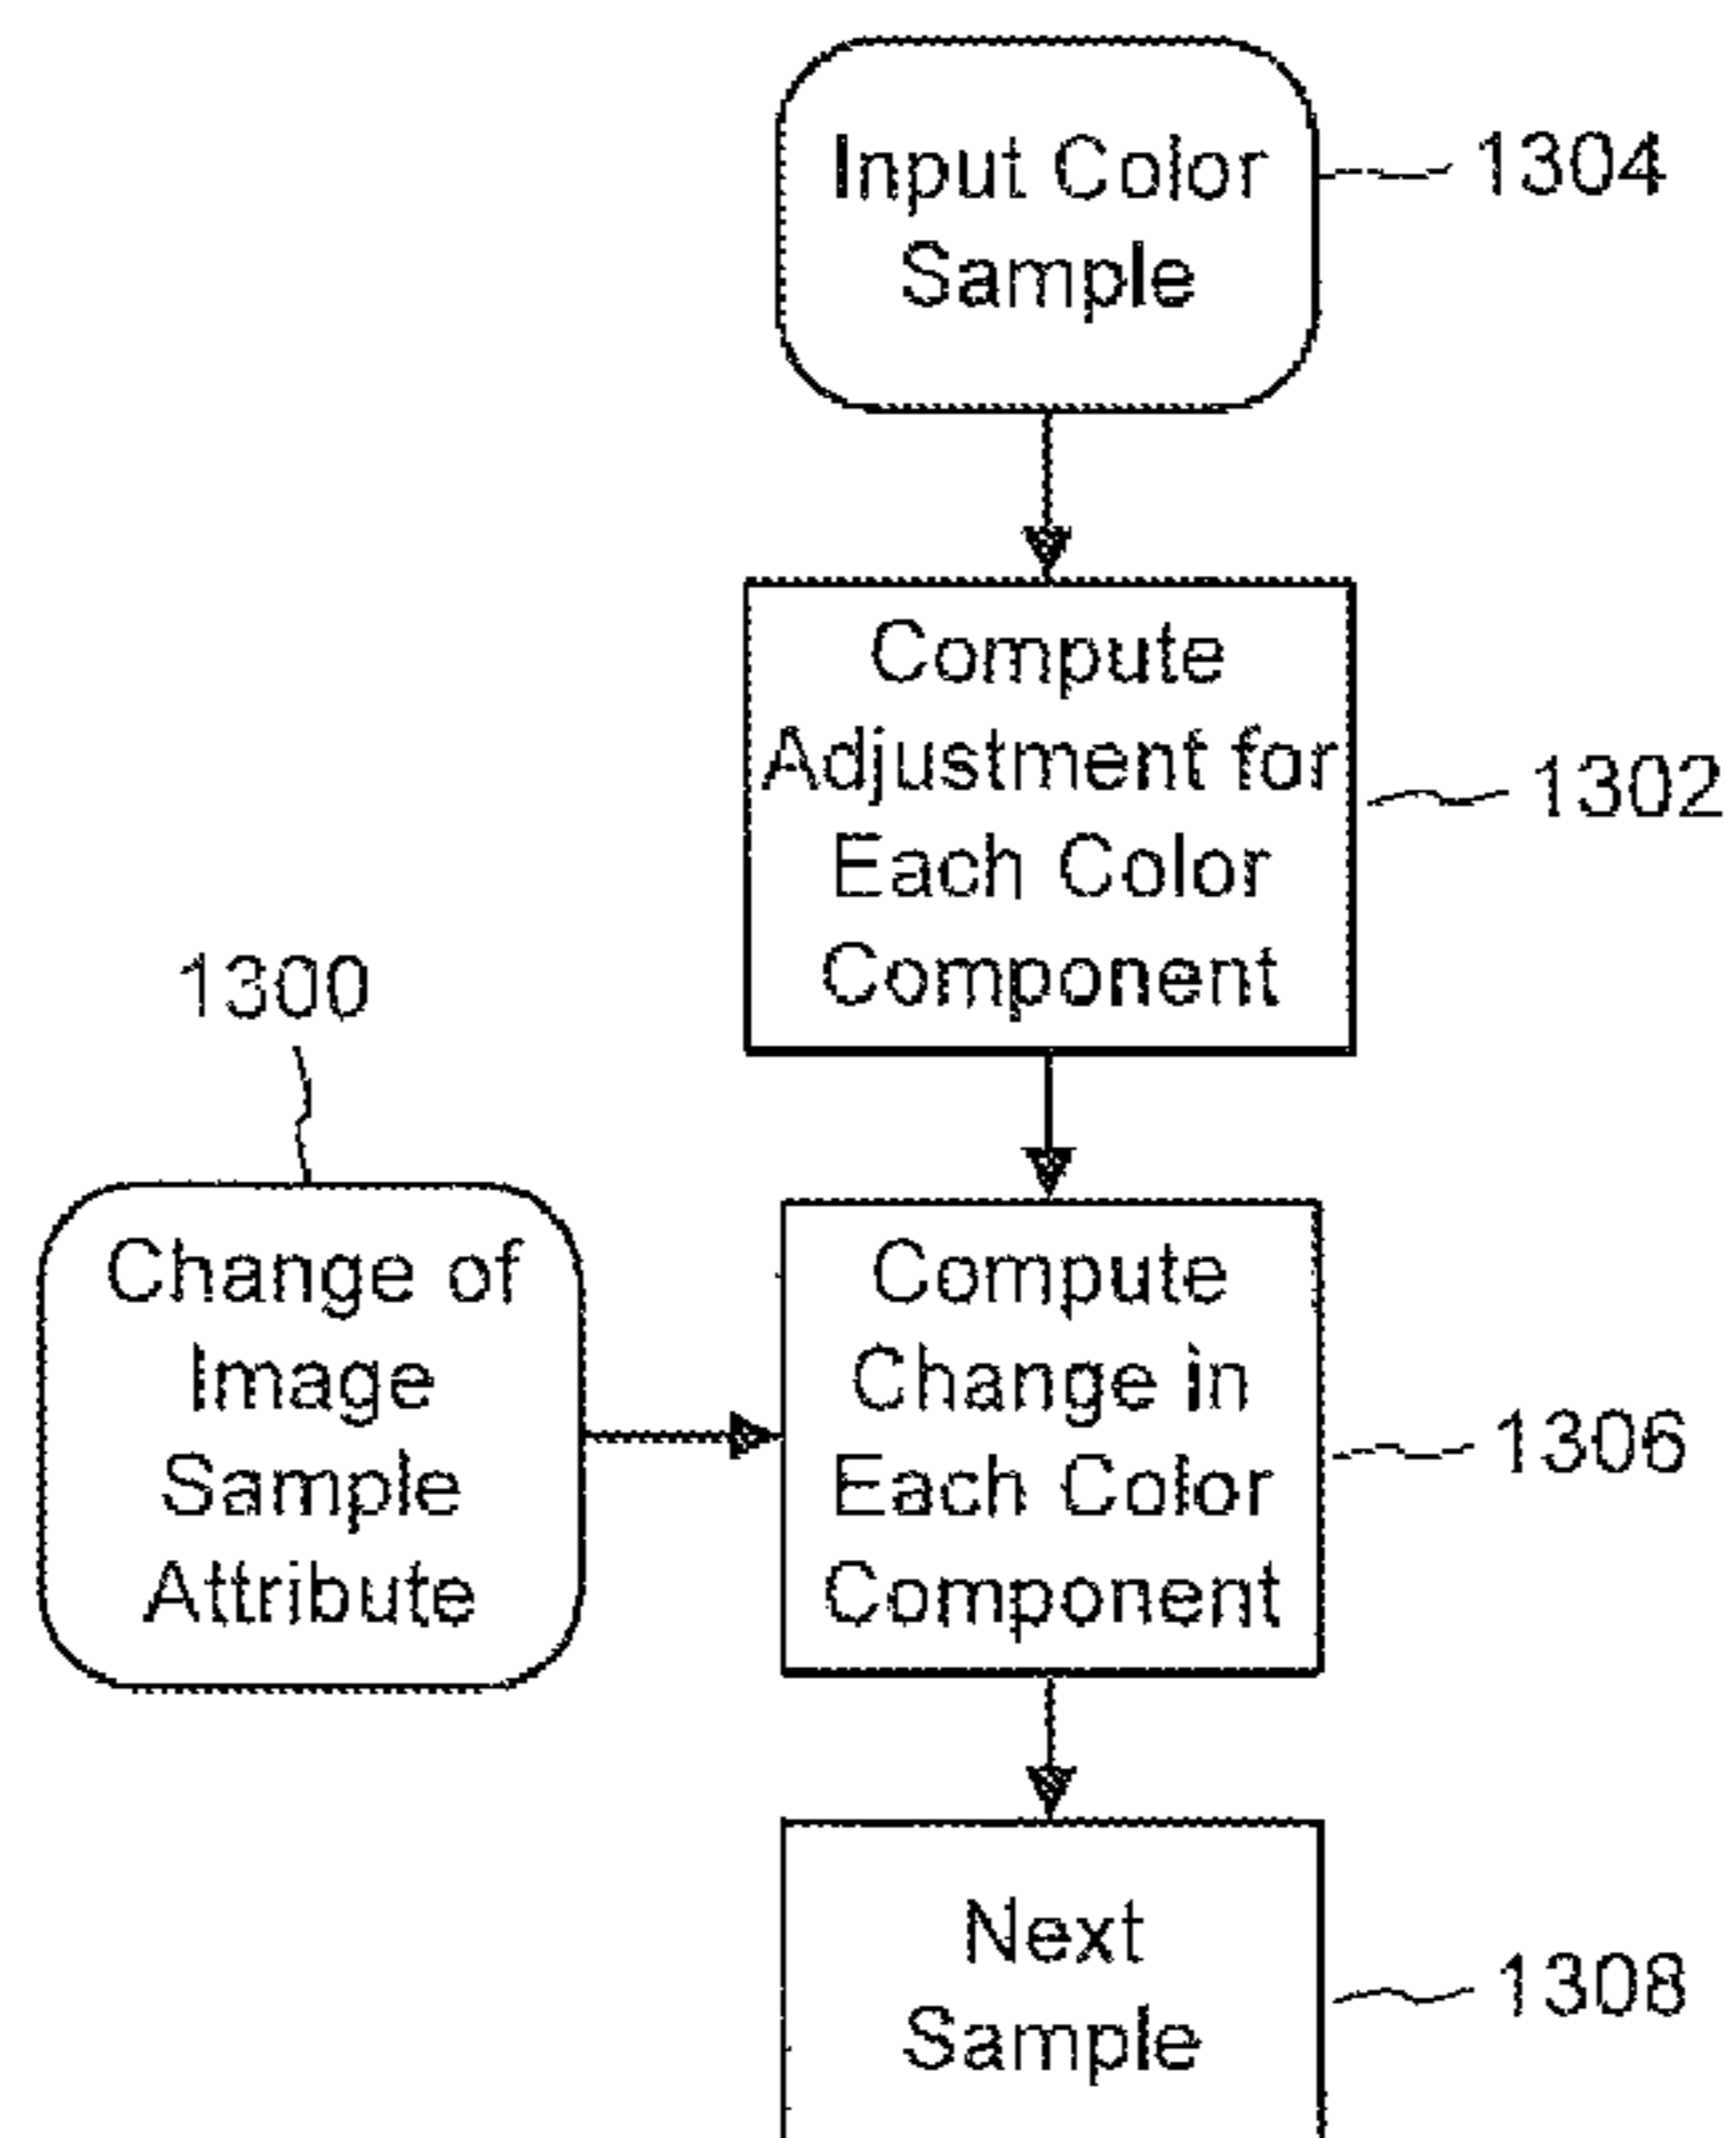 Input Color
Sample
1304
Compute
Adjustment for
Each Color
Component
1302
1300
Change of
Image
Sample
Attribute
Compute
Change in
Each Color
Component
1306
Next
Sample
1308